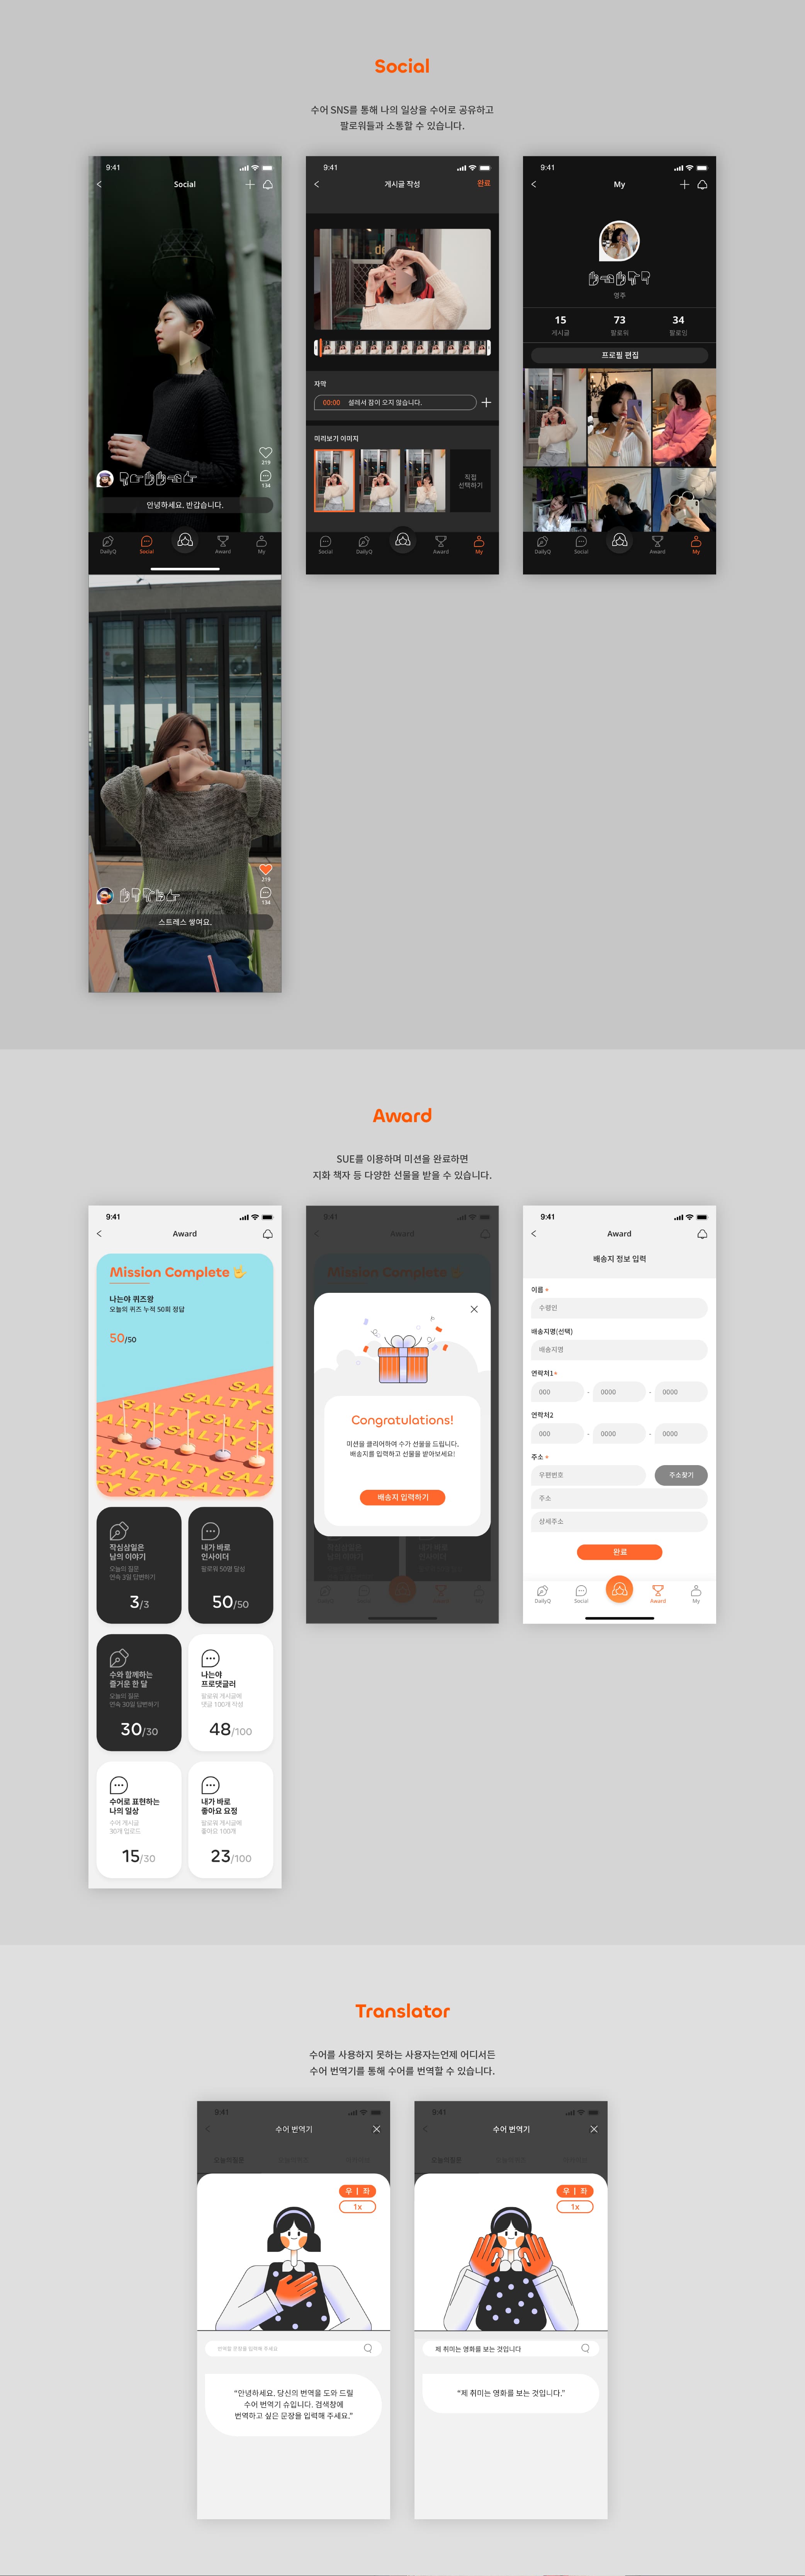 Social
수어 SNS를 통해 나의 일상을 수어로 공유하고
팔로워들과 소통할 수 있습니다.
9:41
Social
219
134
안녕하세요. 반갑습니다.
DailyQ
Social
Award
My
219
134
스트레스 쌓여요.
9:41
게시글 작성
완료
자막
00:00 설레서 잠이 오지 않습니다.
미리보기 이미지
직접
선택하기
Social
DailyQ
Award
My
9:41
My
영주
15
게시글
73
팔로워
34
팔로잉
프로필 편집
DailyQ
Social
Award
My
Award
SUE를 이용하며 미션을 완료하면
지화 책자 등 다양한 선물을 받을 수 있습니다.
9:41
Award
Mission Complete
나는야 퀴즈왕
오늘의 퀴즈 누적 50회 정답
50/50
SALTY SALTY SALTY
작심삼일은
남의 이야기
오늘의 질문
연속 3일 답변하기
3/3
내가 바로
인사이더
팔로워 50명 달성
50/50
수와 함께하는
즐거운 한 달
오늘의 질문
연속 30일 답변하기
30/30
나는야
프로댓글러
팔로워 게시글에
댓글 100개 작성
48/100
수어로 표현하는
나의 일상
수어 게시글
30개 업로드
15/30
내가 바로
좋아요 요정
팔로워 게시글에
좋아요 100개
23/100
9:41
Award
Mission Complete
Congratulations!
미션을 클리어하여 수가 선물을 드립니다.
배송지를 입력하고 선물을 받아보세요!
배송지 입력하기
9:41
Award
배송지 정보 입력
이름 *
수령인
배송지명(선택)
배송지명
연락처1*
000 - 0000 - 0000
연락처2
000 - 0000 - 0000
주소 *
우편번호
주소찾기
주소
상세주소
완료
DailyQ
Social
Award
My
Translator
수어를 사용하지 못하는 사용자는언제 어디서든
수어 번역기를 통해 수어를 번역할 수 있습니다.
9:41
수어 번역기
오늘의질문
우 | 좌
1x
번역할 문장을 입력해 주세요
“안녕하세요. 당신의 번역을 도와 드릴
수어 번역기 슈입니다. 검색창에
번역하고 싶은 문장을 입력해 주세요.”
9:41
수어 번역기
오늘의질문
우 | 좌
1x
제 취미는 영화를 보는 것입니다
“제 취미는 영화를 보는 것입니다.”